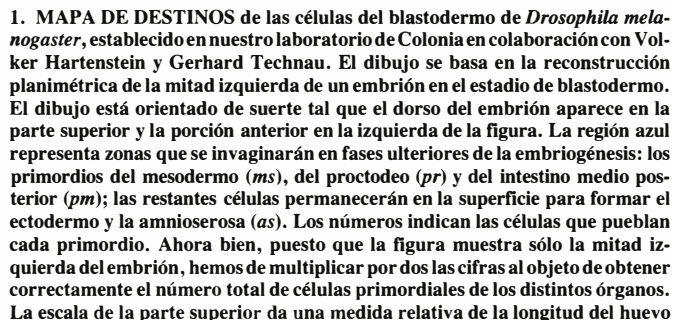 1. MAPA DE DESTINOS de las células del blastodermo de Drosophila mela-
nogaster, establecido en nuestro laboratorio de Colonia en colaboración con Vol-
ker Hartenstein y Gerhard Technau. El dibujo se basa en la reconstrucción
planimétrica de la mitad izquierda de un embrión en el estadio de blastodermo.
El dibujo está orientado de suerte tal que el dorso del embrión aparece en la
parte superior y la porción anterior en la izquierda de la figura. La región azul
representa zonas que se invaginarán en fases ulteriores de la embriogénesis: los
primordios del mesodermo (ms), del proctodeo (pr) y del intestino medio pos-
terior (pm); las restantes células permanecerán en la superficie para formar el
ectodermo y la amnioserosa (as). Los números indican las células que pueblan
cada primordio. Ahora bien, puesto que la figura muestra sólo la mitad iz-
quierda del embrión, hemos de multiplicar por dos las cifras al objeto de obtener
correctamente el número total de células primordiales de los distintos órganos.
La escala de la parte superior da una medida relativa de la longitud del huevo